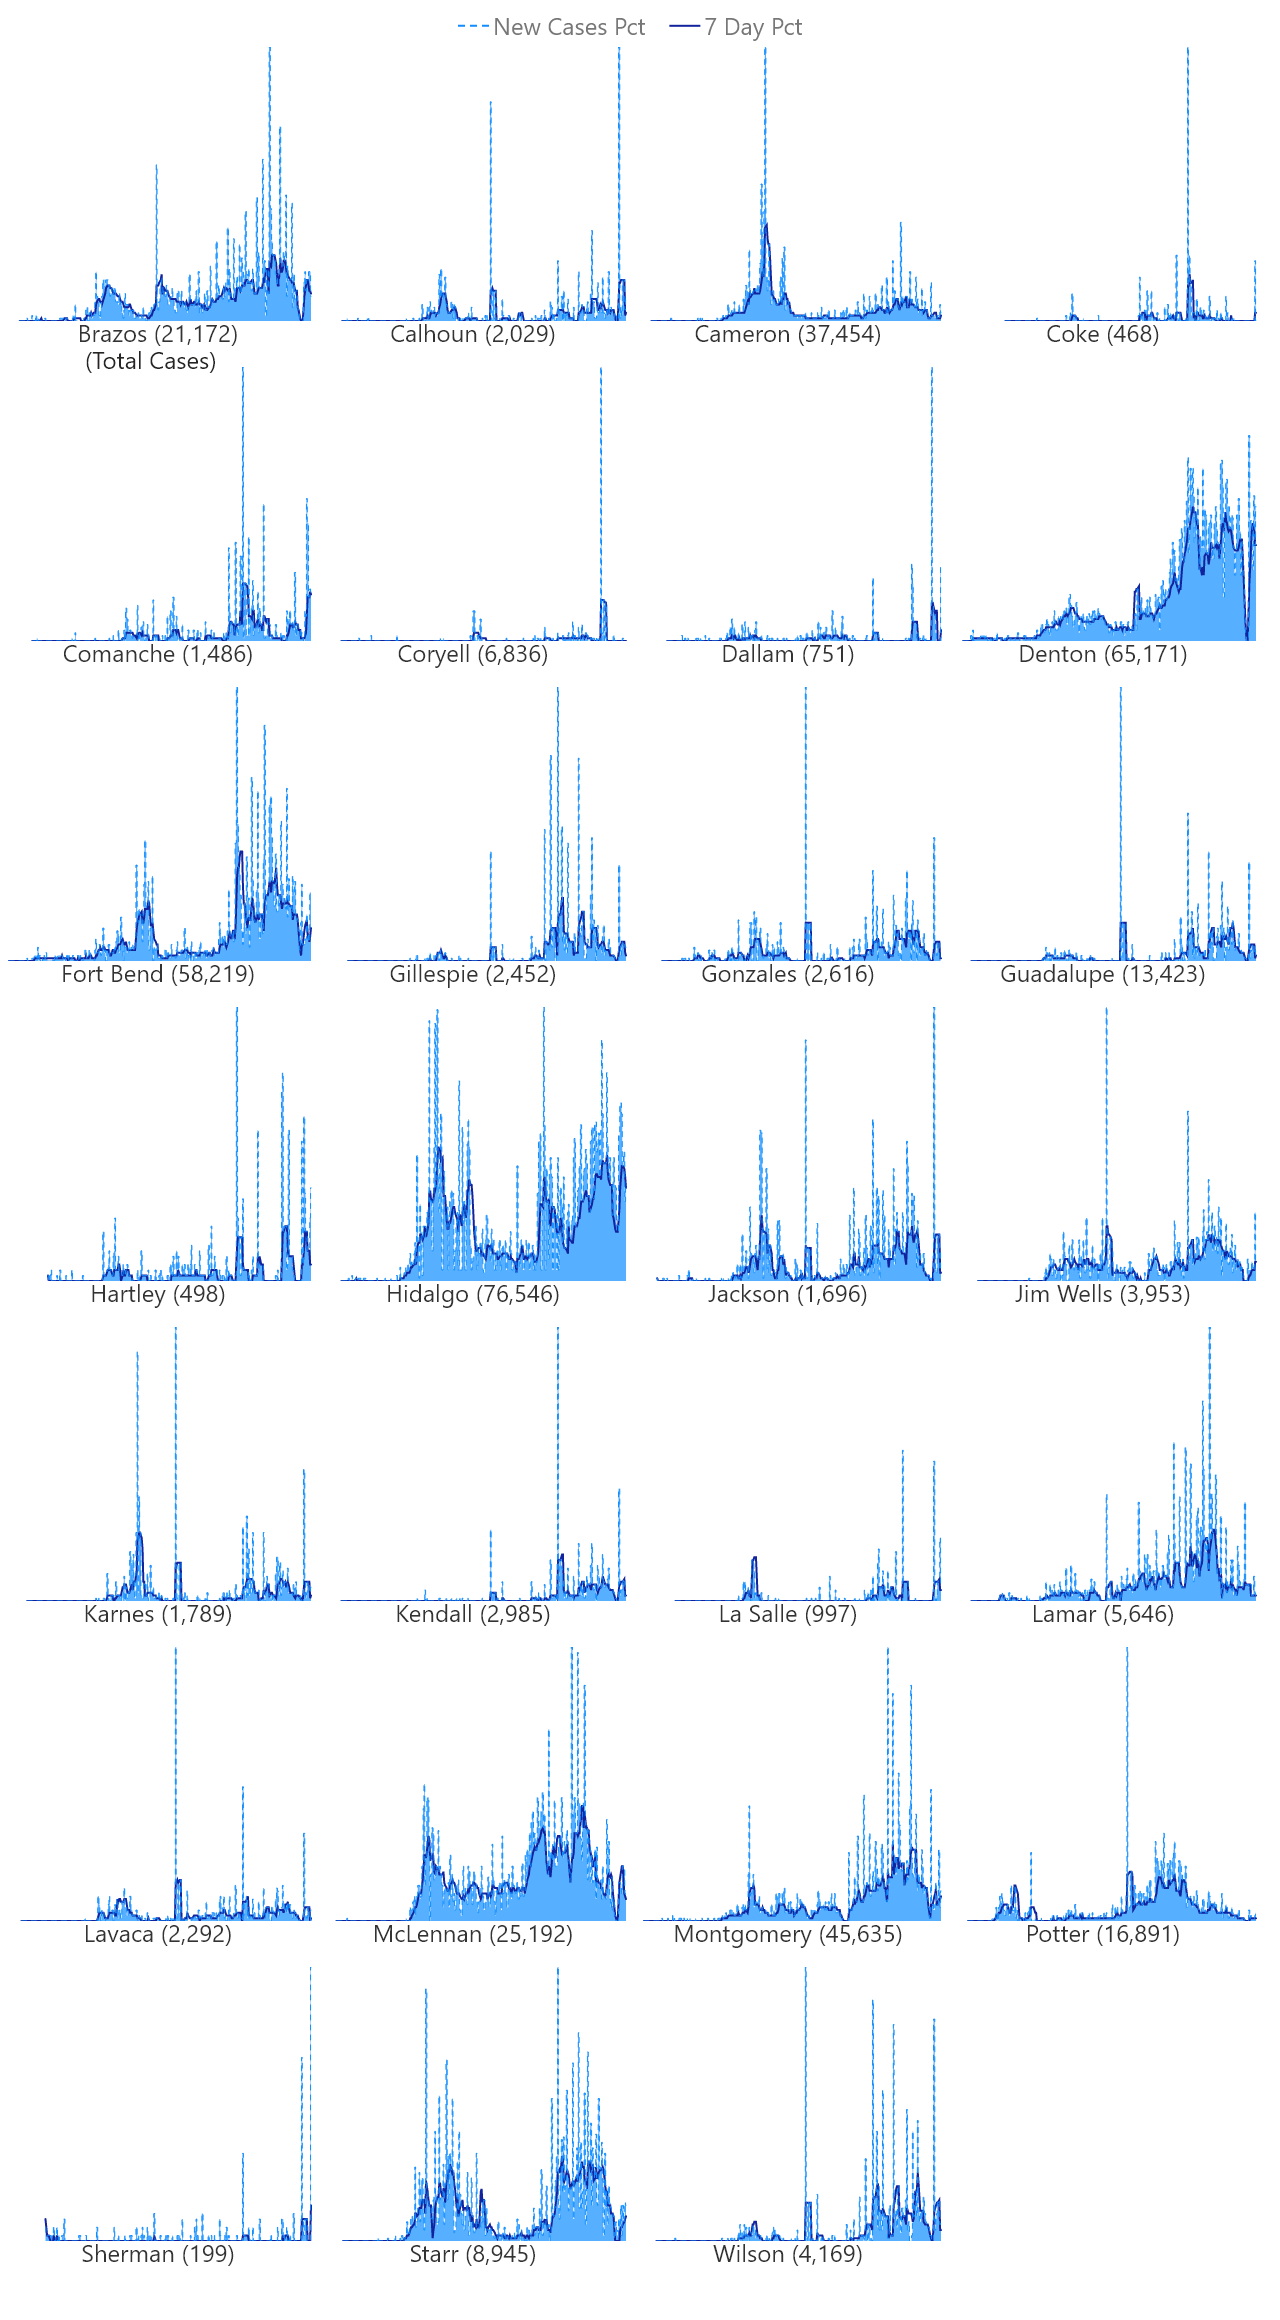 New Cases Pct 7 Day Pct
Brazos (21,172) Calhoun (2,029) Cameron (37,454) Coke (468)
(Total Cases)
Comanche (1,486) Coryell (6,836) Dallam (751) Denton (65,171)
Fort Bend (58,219) Gillespie (2,452) Gonzales (2,616) Guadalupe (13,423)
Hartley (498) Hidalgo (76,546) Jackson (1,696) Jim Wells (3,953)
Karnes (1,789) Kendall (2,985) La Salle (997) Lamar (5,646)
Lavaca (2,292) McLennan (25,192) Montgomery (45,635) Potter (16,891)
Sherman (199) Starr (8,945) Wilson (4,169)